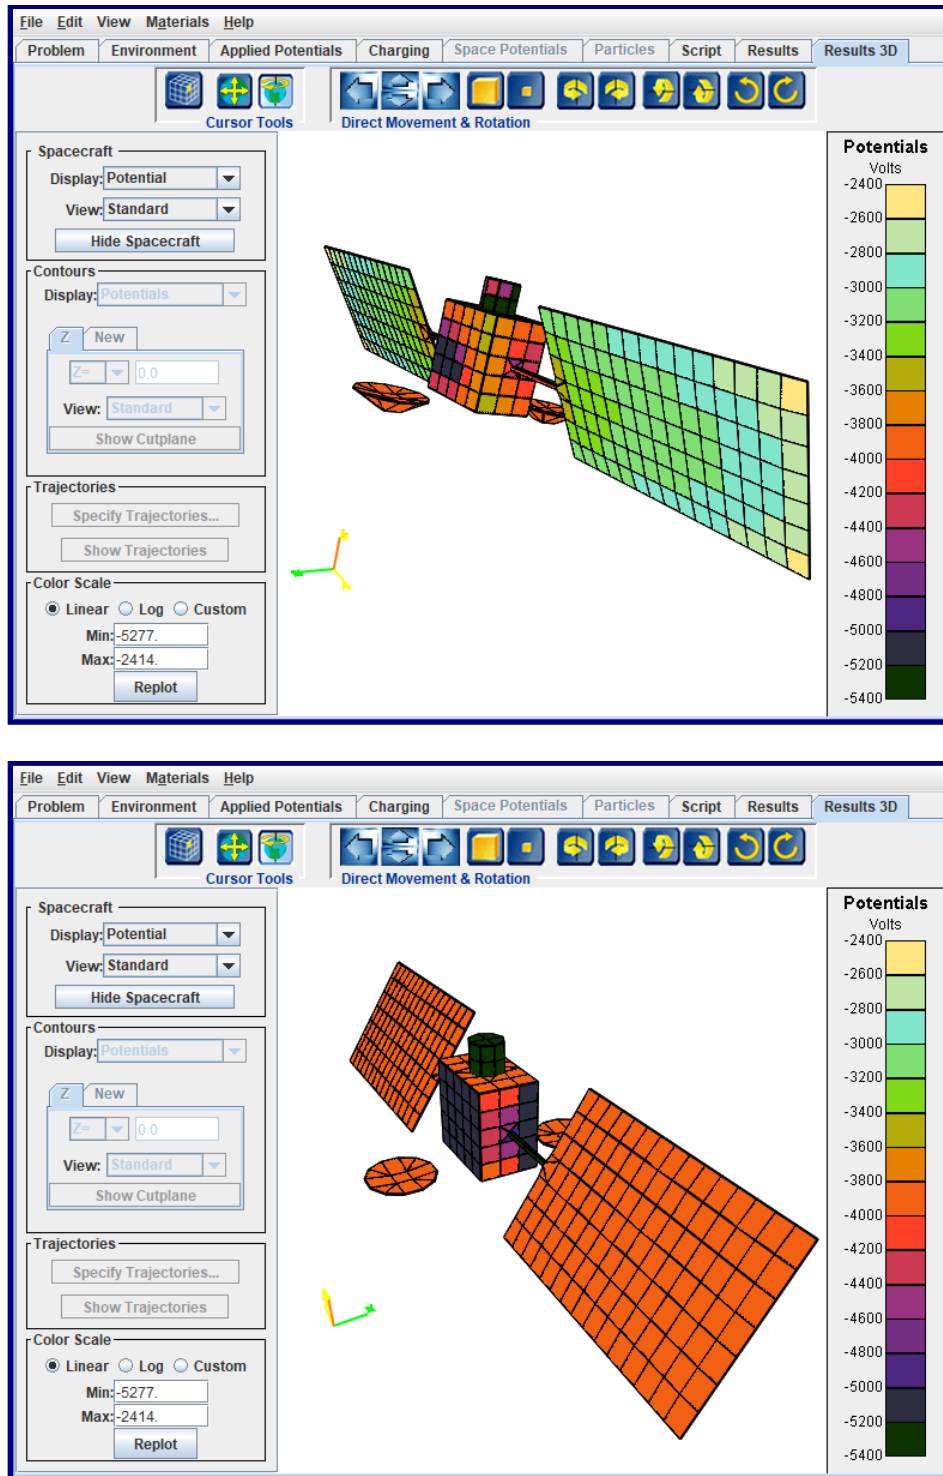 File Edit View Materials Help
Problem Environment Applied Potentials Charging Space Potentials Particles Script Results Results 3D
Cursor Tools Direct Movement & Rotation
Spacecraft
Display: Potential
View: Standard
Hide Spacecraft
Contours
Display: Potentials
Z New
Z= 0.0
View: Standard
Show Cutplane
Trajectories
Specify Trajectories...
Show Trajectories
Color Scale
Linear Log Custom
Min: -5277.
Max: -2414.
Replot
Potentials
Volts
-2400
-2600
-2800
-3000
-3200
-3400
-3600
-3800
-4000
-4200
-4400
-4600
-4800
-5000
-5200
-5400
File Edit View Materials Help
Problem Environment Applied Potentials Charging Space Potentials Particles Script Results Results 3D
Cursor Tools Direct Movement & Rotation
Spacecraft
Display: Potential
View: Standard
Hide Spacecraft
Contours
Display: Potentials
Z New
Z= 0.0
View: Standard
Show Cutplane
Trajectories
Specify Trajectories...
Show Trajectories
Color Scale
Linear Log Custom
Min: -5277.
Max: -2414.
Replot
Potentials
Volts
-2400
-2600
-2800
-3000
-3200
-3400
-3600
-3800
-4000
-4200
-4400
-4600
-4800
-5000
-5200
-5400